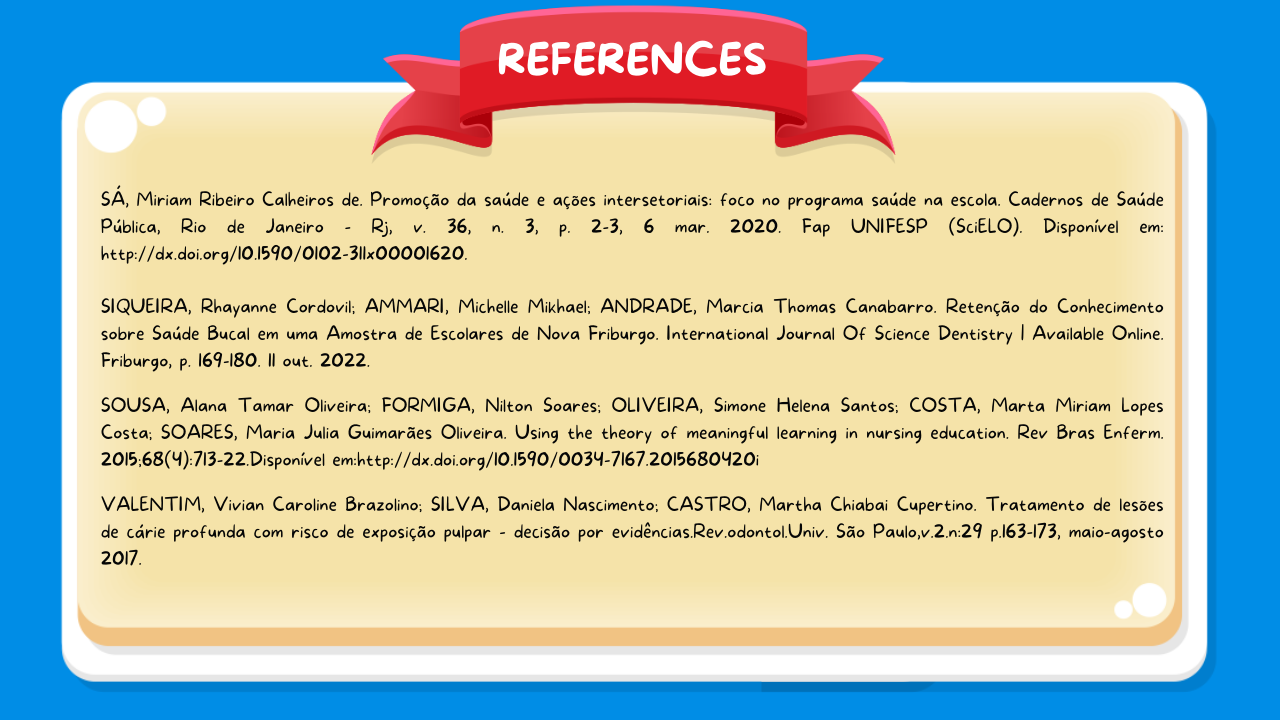 REFERENCES
SÁ, Miriam Ribeiro Calheiros de. Promoção da saúde e ações intersetoriais: foco no programa saúde na escola. Cadernos de Saúde
Pública, Rio de Janeiro - Rj, v. 36, n. 3, p. 2-3, 6 mar. 2020. Fap UNIFESP (SciELO). Disponível em:
http://dx.doi.org/10.1590/0102-311x00001620.
SIQUEIRA, Rhayanne Cordovil; AMMARI, Michelle Mikhael; ANDRADE, Marcia Thomas Canabarro. Retenção do Conhecimento
sobre Saúde Bucal em uma Amostra de Escolares de Nova Friburgo. International Journal Of Science Dentistry | Available Online.
Friburgo, p. 169-180. 11 out. 2022.
SOUSA, Alana Tamar Oliveira; FORMIGA, Nilton Soares; OLIVEIRA, Simone Helena Santos; COSTA, Marta Miriam Lopes
Costa; SOARES, Maria Julia Guimarães Oliveira. Using the theory of meaningful learning in nursing education. Rev Bras Enferm.
2015;68(4):713-22.Disponível em:http://dx.doi.org/10.1590/0034-7167.2015680420i
VALENTIM, Vivian Caroline Brazolino; SILVA, Daniela Nascimento; CASTRO, Martha Chiabai Cupertino. Tratamento de lesões
de cárie profunda com risco de exposição pulpar - decisão por evidências.Rev.odontol.Univ. São Paulo,v.2.n:29 p.163-173, maio-agosto
2017.